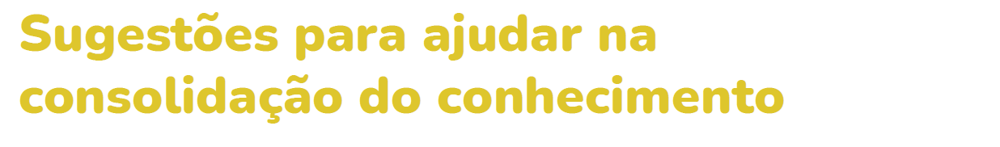 Sugestões para ajudar na
consolidação do conhecimento